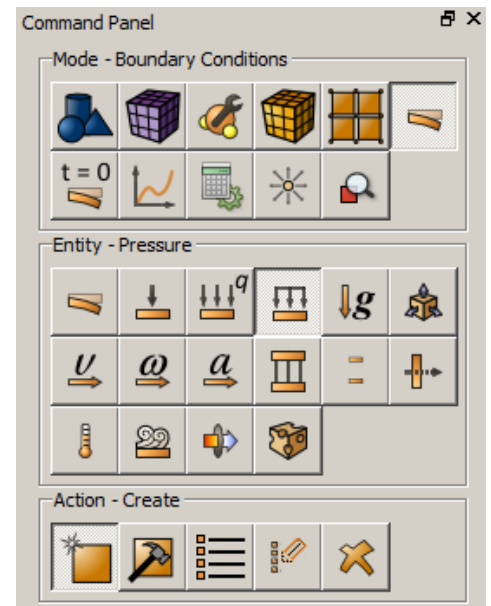 Command Panel
Mode - Boundary Conditions
t = 0
Entity - Pressure
q
g
υ
ω
a
Action - Create